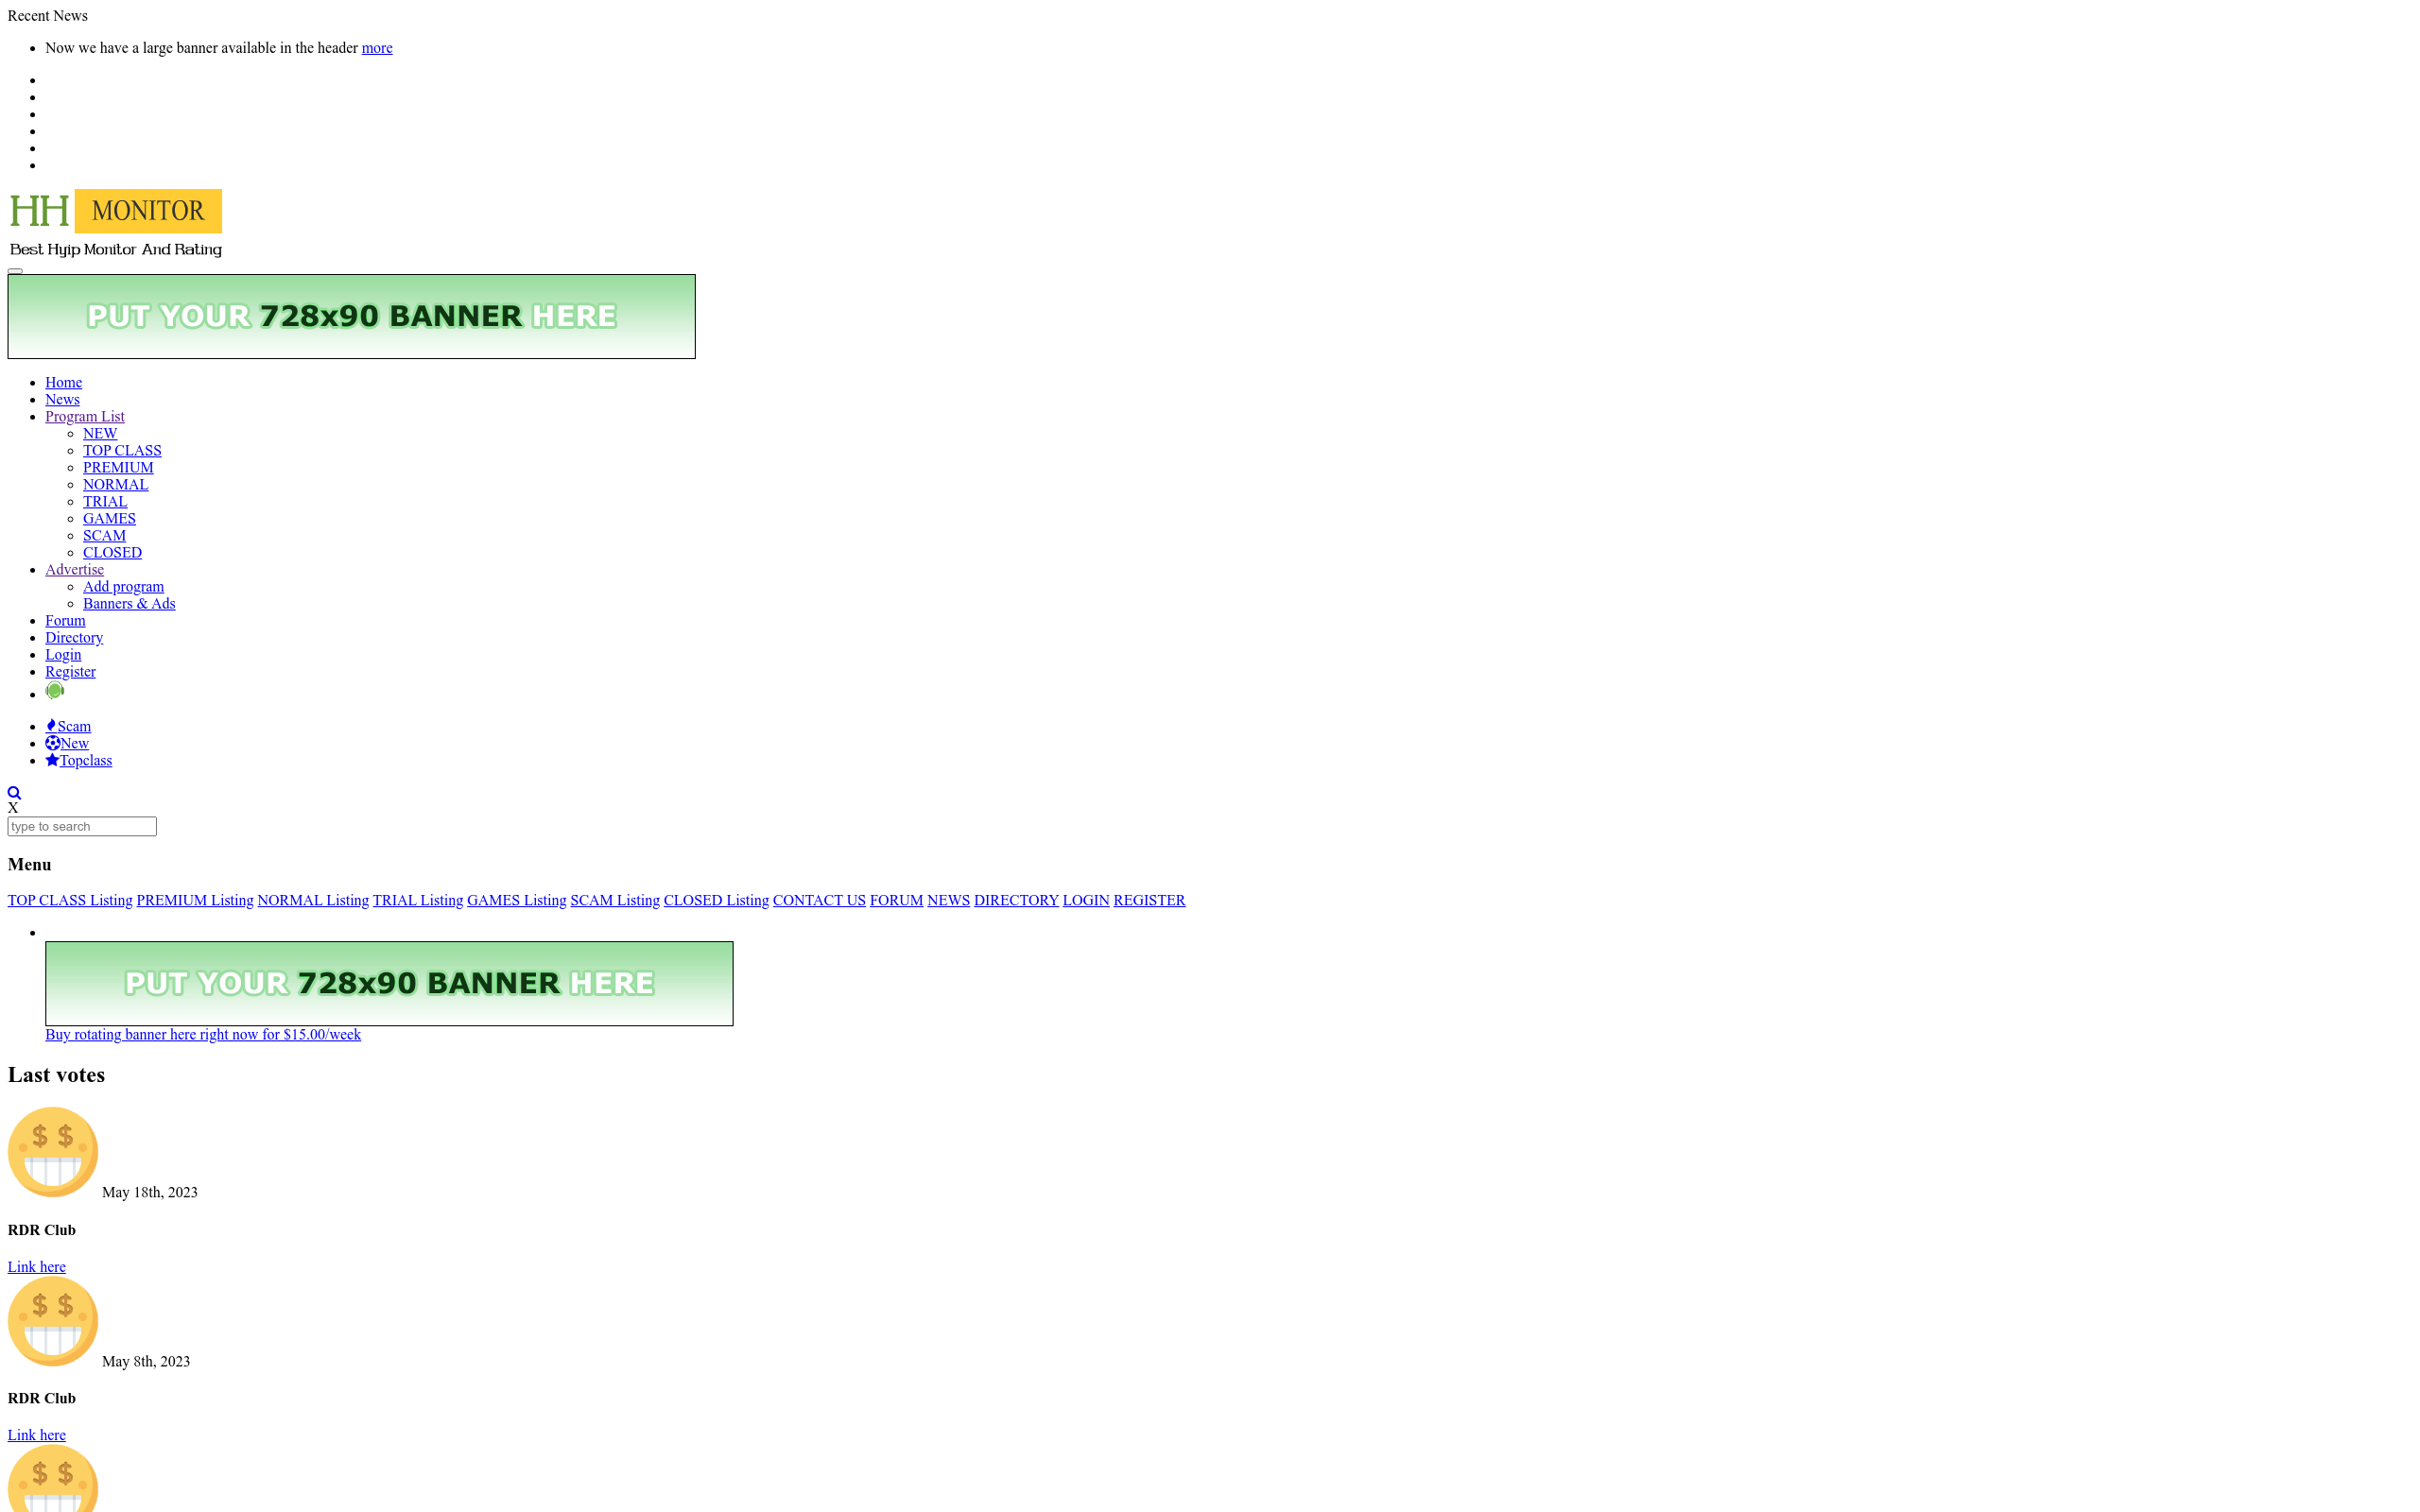 Recent News
Now we have a large banner available in the header more
HH MONITOR
Best Hyip Monitor And Rating
PUT YOUR 728x90 BANNER HERE
Home
News
Program List
NEW
TOP CLASS
PREMIUM
NORMAL
TRIAL
GAMES
SCAM
CLOSED
Advertise
Add program
Banners & Ads
Forum
Directory
Login
Register
Scam
New
Topclass
X
type to search
Menu
TOP CLASS Listing PREMIUM Listing NORMAL Listing TRIAL Listing GAMES Listing SCAM Listing CLOSED Listing CONTACT US FORUM NEWS DIRECTORY LOGIN REGISTER
PUT YOUR 728x90 BANNER HERE
Buy rotating banner here right now for $15.00/week
Last votes
$ $
May 18th, 2023
RDR Club
Link here
$ $
May 8th, 2023
RDR Club
Link here
$ $